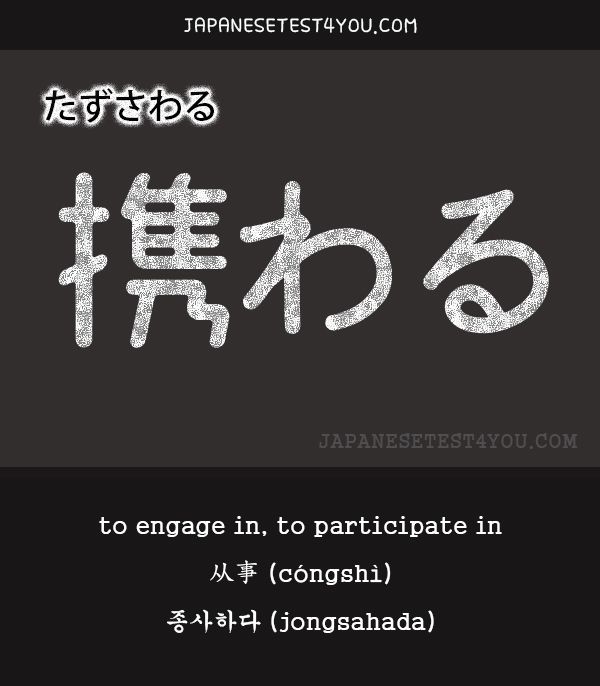 JAPANESETEST4YOU.COM
たずさわる
携わる
JAPANESETEST4YOU.COM
to engage in, to participate in
从事 (cóngshì)
종사하다 (jongsahada)